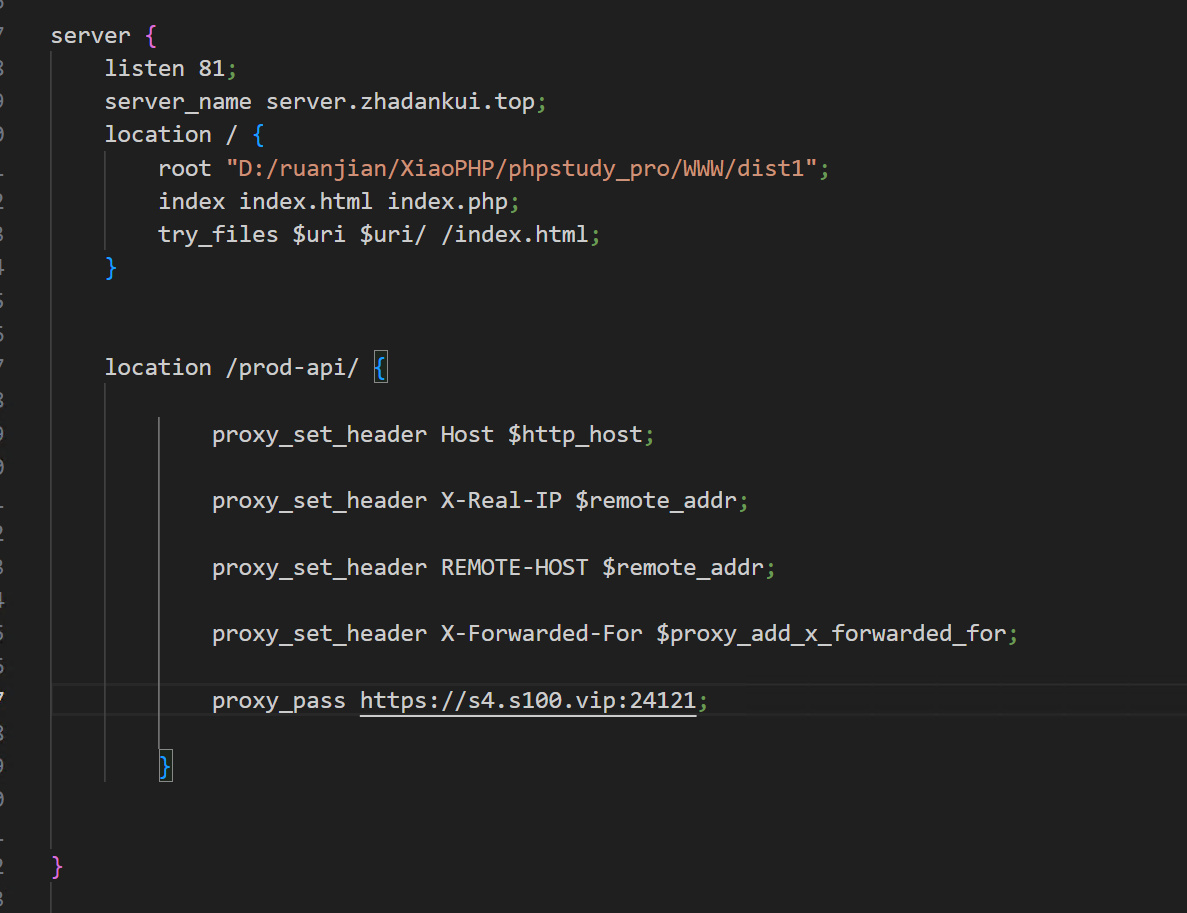 server {
listen 81;
server_name server.zhadankui.top;
location / {
root "D:/ruanjian/XiaoPHP/phpstudy_pro/WWW/dist1";
index index.html index.php;
try_files $uri $uri/ /index.html;
}
location /prod-api/ {
proxy_set_header Host $http_host;
proxy_set_header X-Real-IP $remote_addr;
proxy_set_header REMOTE-HOST $remote_addr;
proxy_set_header X-Forwarded-For $proxy_add_x_forwarded_for;
proxy_pass https://s4.s100.vip:24121;
}
}